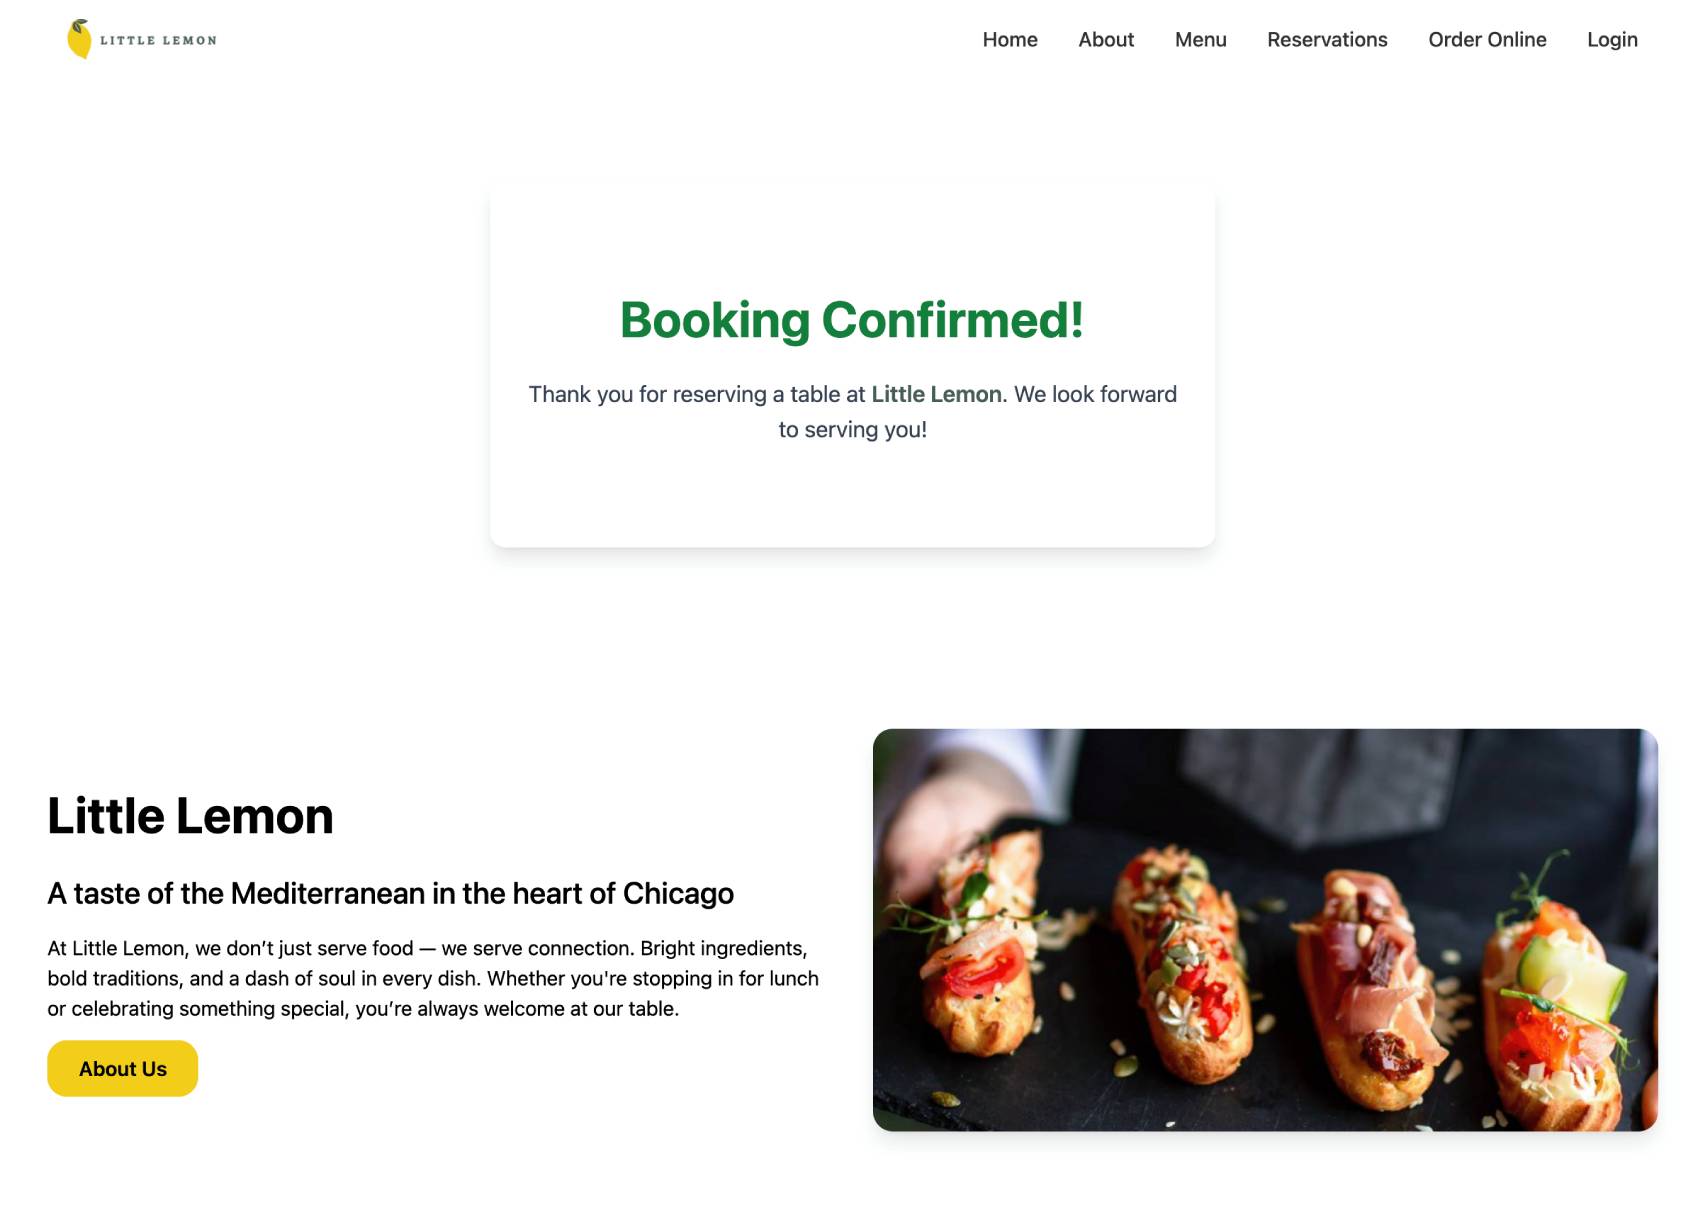 LITTLE LEMON
Home About Menu Reservations Order Online Login
Booking Confirmed!
Thank you for reserving a table at Little Lemon. We look forward
to serving you!
Little Lemon
A taste of the Mediterranean in the heart of Chicago
At Little Lemon, we don’t just serve food — we serve connection. Bright ingredients,
bold traditions, and a dash of soul in every dish. Whether you're stopping in for lunch
or celebrating something special, you’re always welcome at our table.
About Us